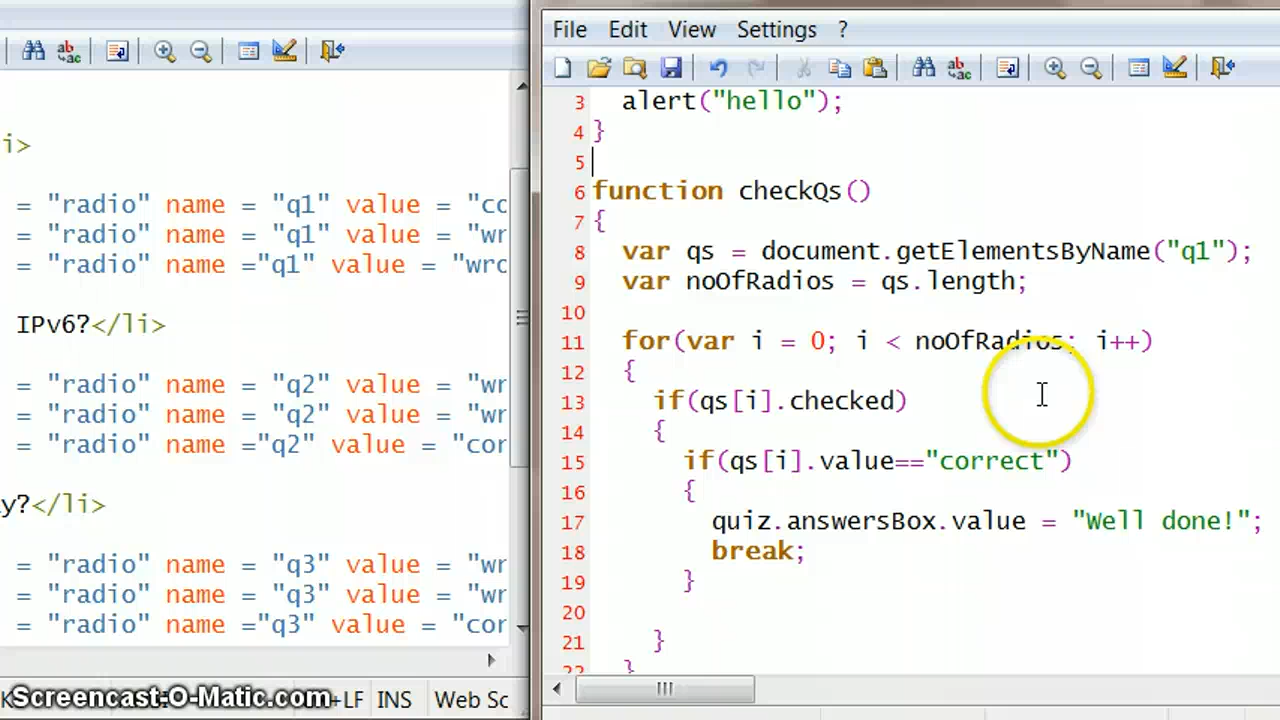 i>
= "radio" name = "q1" value = "co
= "radio" name = "q1" value = "wr
= "radio" name ="q1" value = "wrc
IPv6?</li>
= "radio" name = "q2" value = "wr
= "radio" name = "q2" value = "wr
= "radio" name ="q2" value = "cor
y?</li>
= "radio" name = "q3" value = "wr
= "radio" name = "q3" value = "wr
= "radio" name ="q3" value = "cor
Screencast-O-Matic.com
+LF INS Web Sc
File Edit View Settings ?
3 alert("hello");
4 }
5
6 function checkQs()
7 {
8 var qs = document.getElementsByName("q1");
9 var noOfRadios = qs.length;
10
11 for(var i = 0; i < noOfRadios; i++)
12 {
13 if(qs[i].checked)
14 {
15 if(qs[i].value=="correct")
16 {
17 quiz.answersBox.value = "Well done!";
18 break;
19 }
20
21 }
22 }